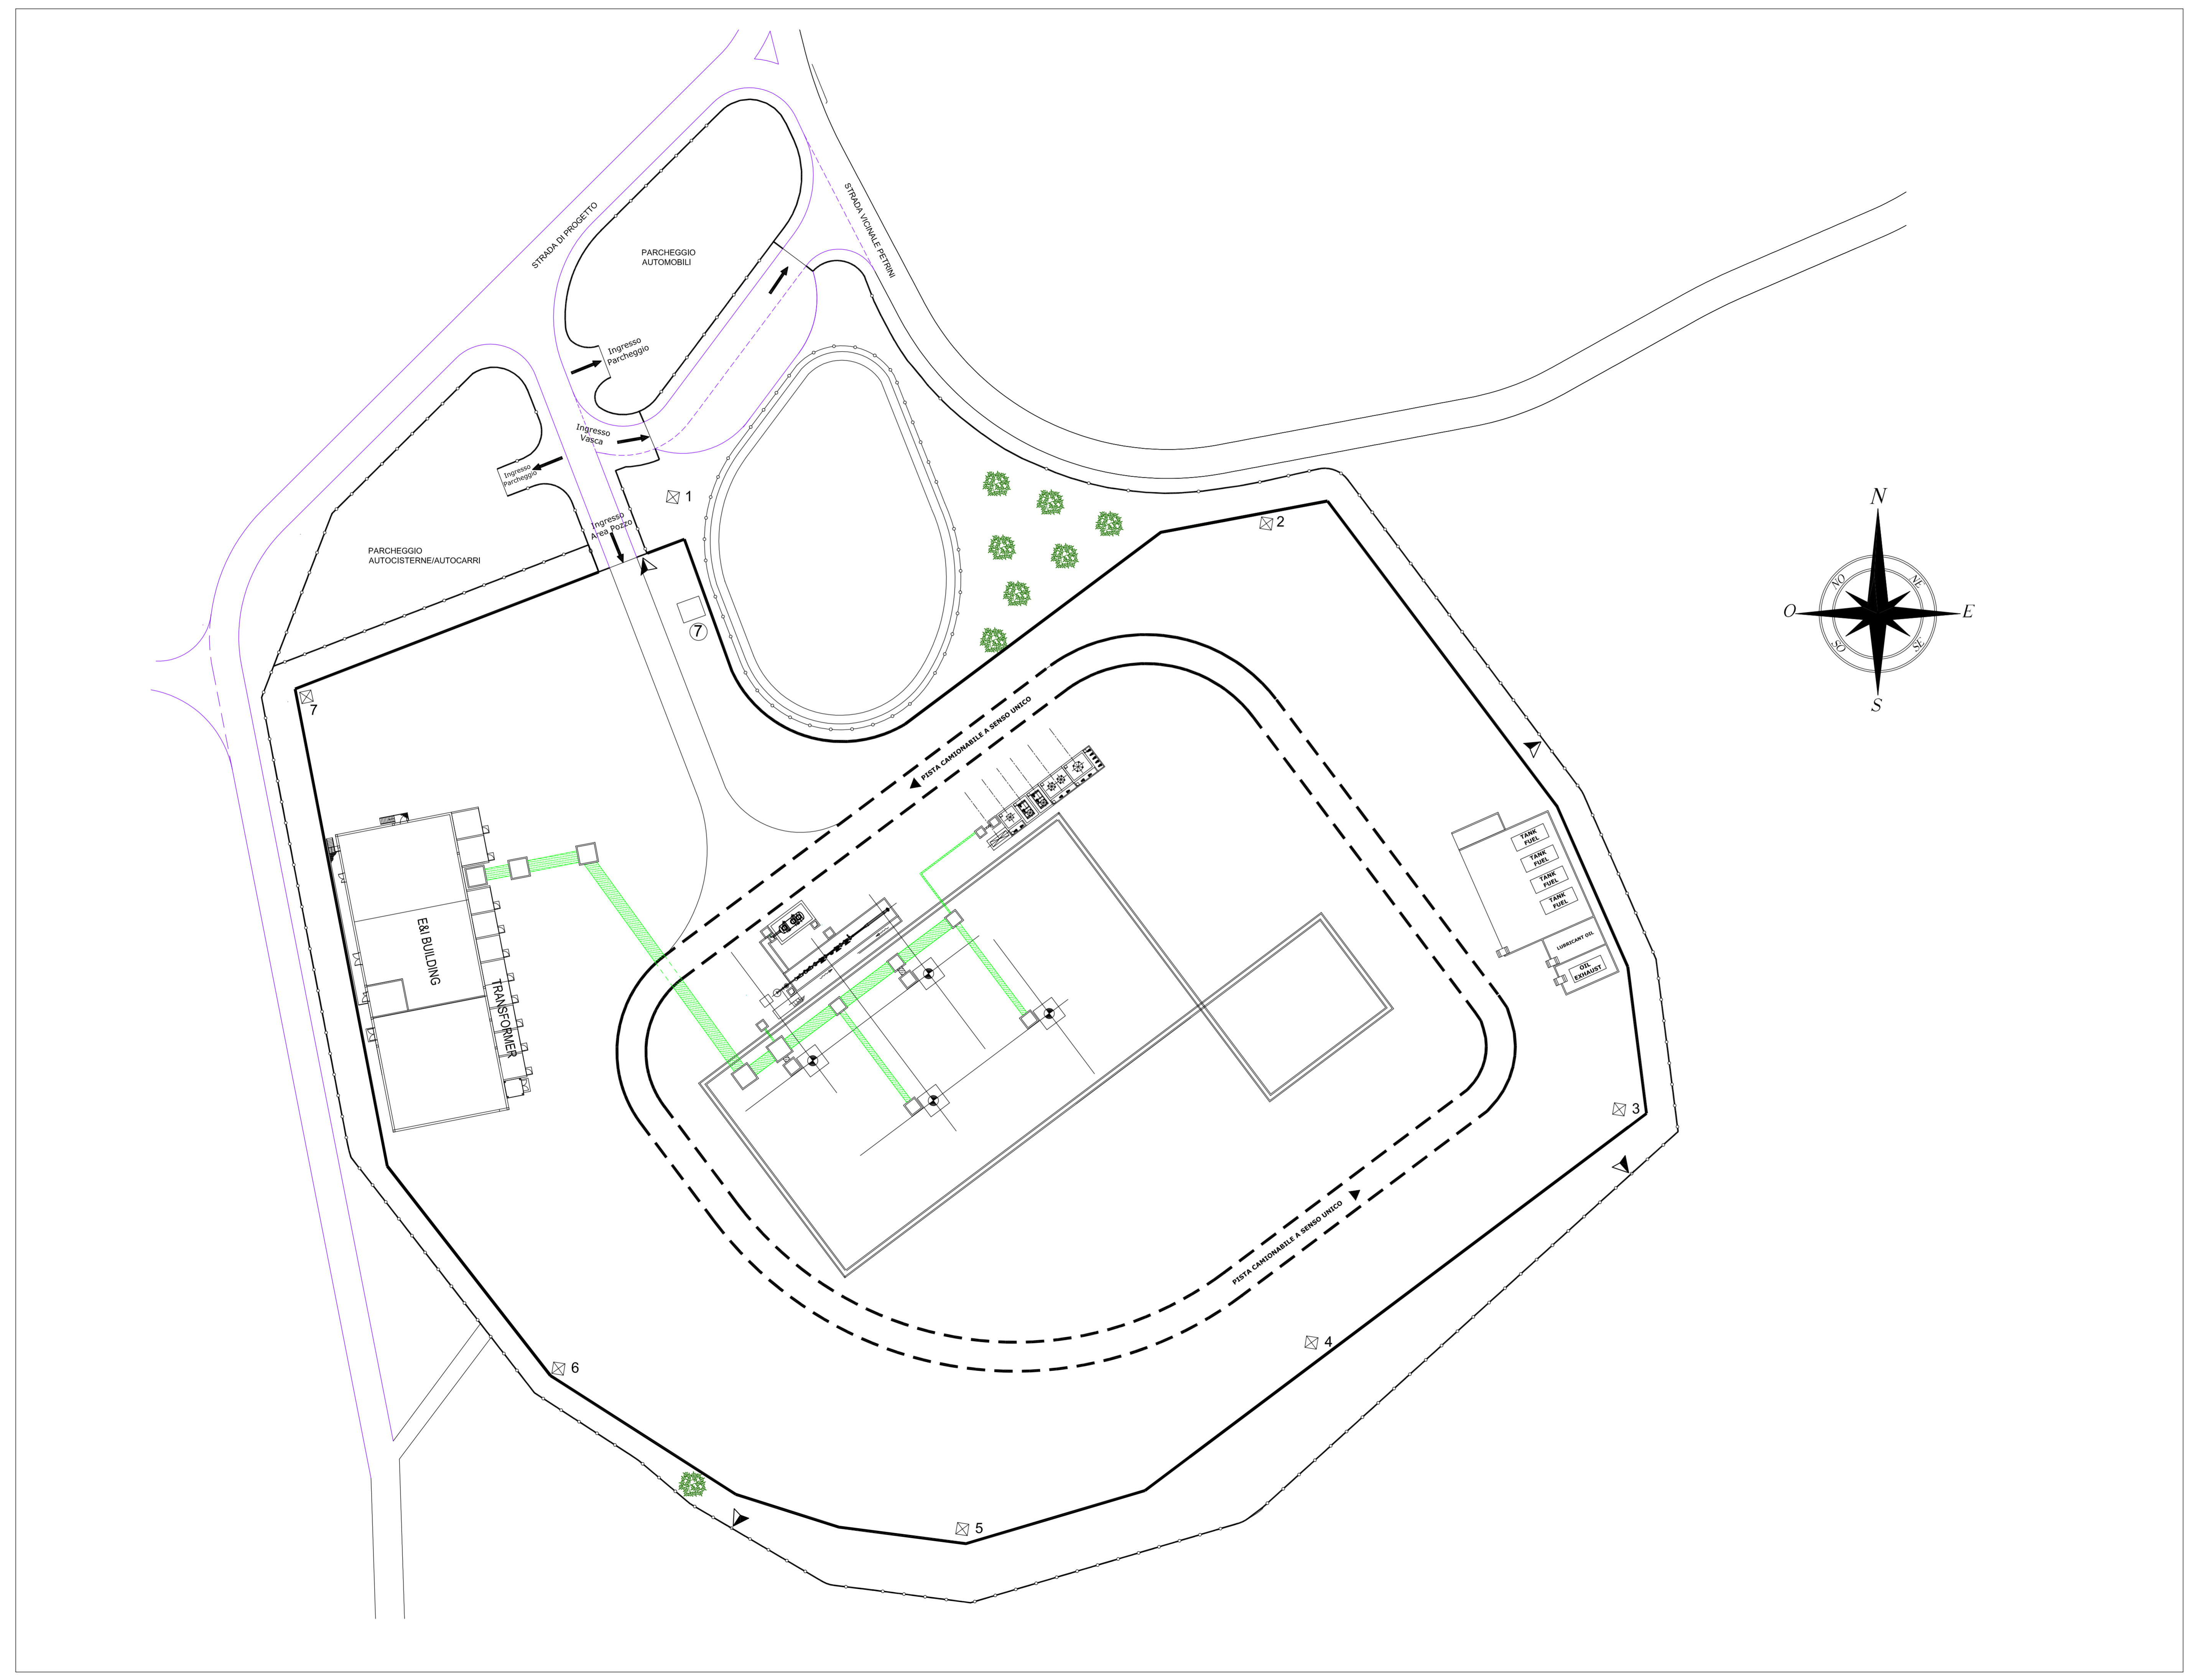 STRADA DI PROGETTO
STRADA VICINALE PETRINI
PARCHEGGIO
AUTOMOBILI
Ingresso
Parcheggio
Ingresso
Vasca
Ingresso
Parcheggio
1
Ingresso
Area Pozzo
2
N
NO
NE
O
E
SO
SE
S
PARCHEGGIO
AUTOCISTERNE/AUTOCARRI
7
7
PISTA CAMIONABILE A SENSO UNICO
TANK
FUEL
TANK
FUEL
TANK
FUEL
TANK
FUEL
LUBRICANT OIL
OIL
EXHAUST
E&I BUILDING
TRANSFORMER
3
PISTA CAMIONABILE A SENSO UNICO
4
6
5